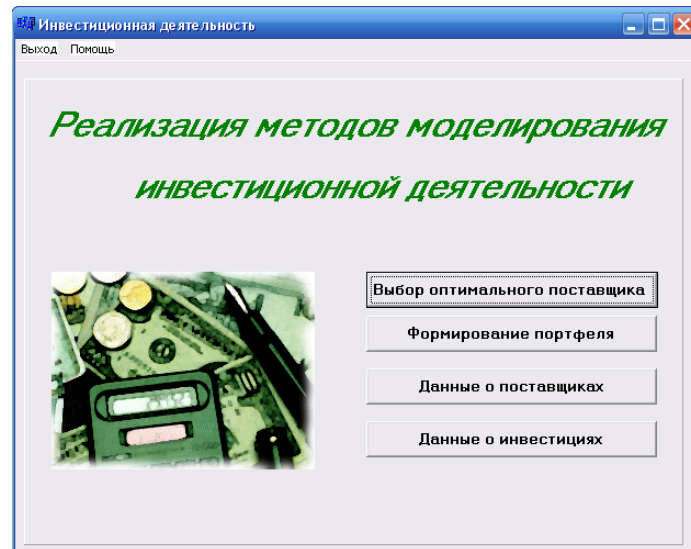 Инвестиционная деятельность
Выход Помощь
Реализация методов моделирования
инвестиционной деятельности
Выбор оптимального поставщика
Формирование портфеля
Данные о поставщиках
Данные о инвестициях